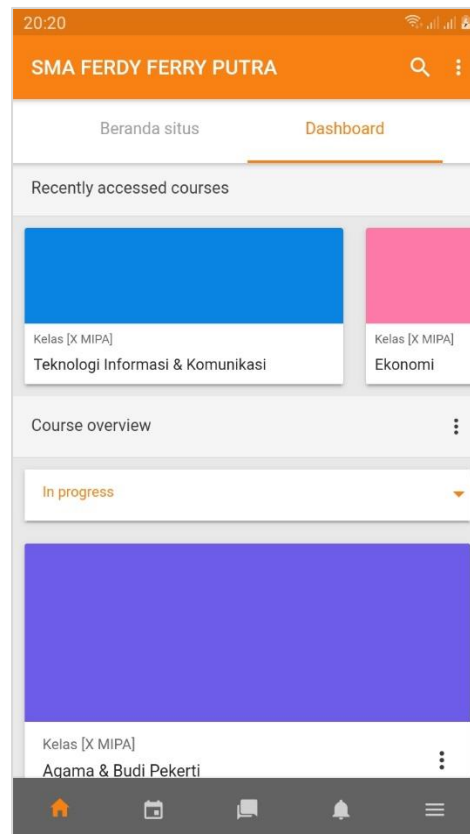 20:20
SMA FERDY FERRY PUTRA
Beranda situs
Dashboard
Recently accessed courses
Kelas [X MIPA]
Teknologi Informasi & Komunikasi
Kelas [X MIPA]
Ekonomi
Course overview
In progress
Kelas [X MIPA]
Agama & Budi Pekerti